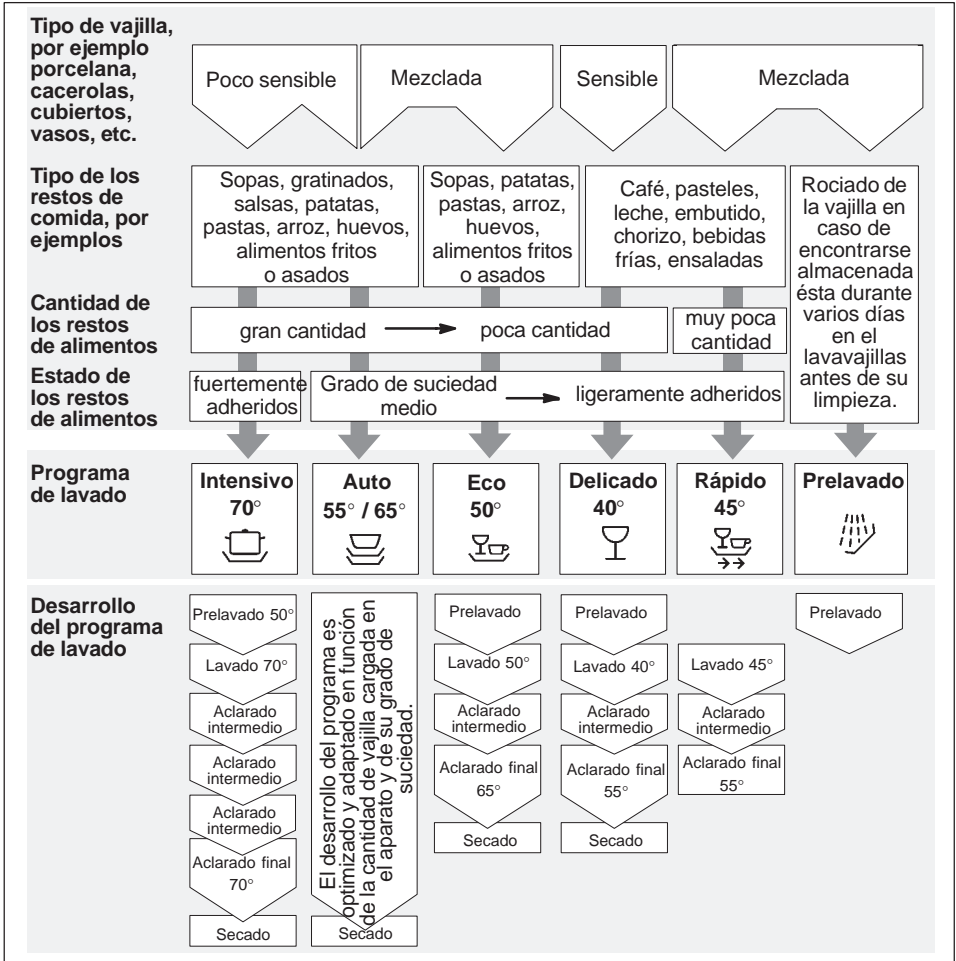 Tipo de vajilla,
por ejemplo
porcelana,
cacerolas,
cubiertos,
vasos, etc.
Poco sensible
Mezclada
Sensible
Mezclada
Tipo de los
restos de
comida, por
ejemplos
Sopas, gratinados,
salsas, patatas,
pastas, arroz, huevos,
alimentos fritos
o asados
Sopas, patatas,
pastas, arroz,
huevos,
alimentos fritos
o asados
Café, pasteles,
leche, embutido,
chorizo, bebidas
frías, ensaladas
Rociado de
la vajilla en
caso de
encontrarse
almacenada
ésta durante
varios días
en el
lavavajillas
antes de su
limpieza.
Cantidad de
los restos
de alimentos
gran cantidad → poca cantidad
muy poca
cantidad
Estado de
los restos
de alimentos
fuertemente
adheridos
Grado de suciedad
medio → ligeramente adheridos
Programa
de lavado
Intensivo
70°
Auto
55° / 65°
Eco
50°
Delicado
40°
Rápido
45°
Prelavado
Desarrollo
del programa
de lavado
Prelavado 50°
Lavado 70°
Aclarado
intermedio
Aclarado
intermedio
Aclarado
intermedio
Aclarado final
70°
Secado
El desarrollo del programa es
optimizado y adaptado en función
de la cantidad de vajilla cargada en
el aparato y de su grado de
suciedad.
Secado
Prelavado
Lavado 50°
Aclarado
intermedio
Aclarado final
65°
Secado
Prelavado
Lavado 40°
Aclarado
intermedio
Aclarado final
55°
Secado
Lavado 45°
Aclarado
intermedio
Aclarado final
55°
Prelavado